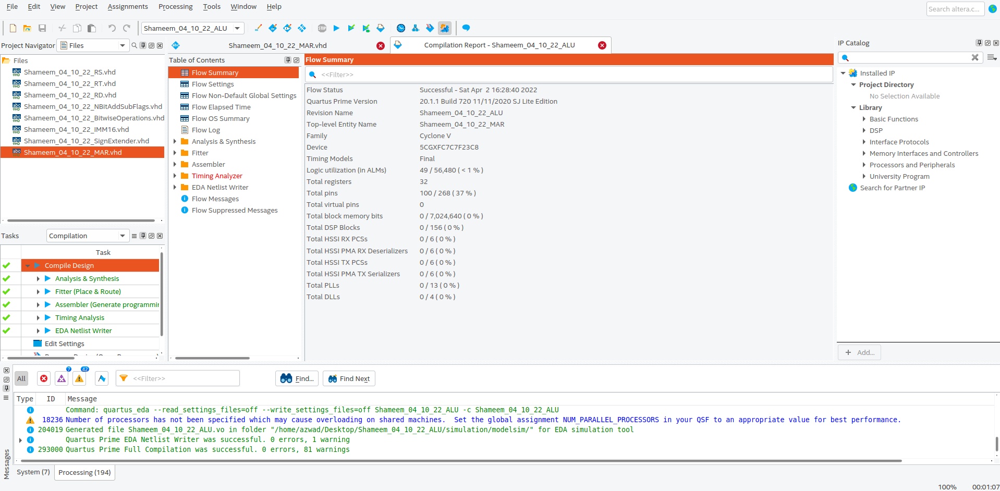 File Edit View Project Assignments Processing Tools Window Help
Search altera.c...
Shameem_04_10_22_ALU
STOP
Project Navigator Files
Files
Shameem_04_10_22_RS.vhd
Shameem_04_10_22_RT.vhd
Shameem_04_10_22_RD.vhd
Shameem_04_10_22_NBitAddSubFlags.vhd
Shameem_04_10_22_BitwiseOperations.vhd
Shameem_04_10_22_IMM16.vhd
Shameem_04_10_22_SignExtender.vhd
Shameem_04_10_22_MAR.vhd
Tasks Compilation
Task
Compile Design
Analysis & Synthesis
Fitter (Place & Route)
Assembler (Generate programmin
Timing Analysis
EDA Netlist Writer
Edit Settings
Shameem_04_10_22_MAR.vhd
Compilation Report - Shameem_04_10_22_ALU
Table of Contents
Flow Summary
Flow Settings
Flow Non-Default Global Settings
Flow Elapsed Time
Flow OS Summary
Flow Log
Analysis & Synthesis
Fitter
Assembler
Timing Analyzer
EDA Netlist Writer
Flow Messages
Flow Suppressed Messages
Flow Summary
<<Filter>>
Flow Status Successful - Sat Apr 2 16:28:40 2022
Quartus Prime Version 20.1.1 Build 720 11/11/2020 SJ Lite Edition
Revision Name Shameem_04_10_22_ALU
Top-level Entity Name Shameem_04_10_22_MAR
Family Cyclone V
Device 5CGXFC7C7F23C8
Timing Models Final
Logic utilization (in ALMs) 49 / 56,480 ( < 1 % )
Total registers 32
Total pins 100 / 268 ( 37 % )
Total virtual pins 0
Total block memory bits 0 / 7,024,640 ( 0 % )
Total DSP Blocks 0 / 156 ( 0 % )
Total HSSI RX PCSs 0 / 6 ( 0 % )
Total HSSI PMA RX Deserializers 0 / 6 ( 0 % )
Total HSSI TX PCSs 0 / 6 ( 0 % )
Total HSSI PMA TX Serializers 0 / 6 ( 0 % )
Total PLLs 0 / 13 ( 0 % )
Total DLLs 0 / 4 ( 0 % )
IP Catalog
Installed IP
Project Directory
No Selection Available
Library
Basic Functions
DSP
Interface Protocols
Memory Interfaces and Controllers
Processors and Peripherals
University Program
Search for Partner IP
+ Add...
All 7 42 <<Filter>> Find... Find Next
Type ID Message
Command: quartus_eda --read_settings_files=off --write_settings_files=off Shameem_04_10_22_ALU -c Shameem_04_10_22_ALU
18236 Number of processors has not been specified which may cause overloading on shared machines.  Set the global assignment NUM_PARALLEL_PROCESSORS in your QSF to an appropriate value for best performance.
204019 Generated file Shameem_04_10_22_ALU.vo in folder "/home/azwad/Desktop/Shameem_04_10_22_ALU/simulation/modelsim/" for EDA simulation tool
Quartus Prime EDA Netlist Writer was successful. 0 errors, 1 warning
293000 Quartus Prime Full Compilation was successful. 0 errors, 81 warnings
Messages
System (7) Processing (194)
100% 00:01:07